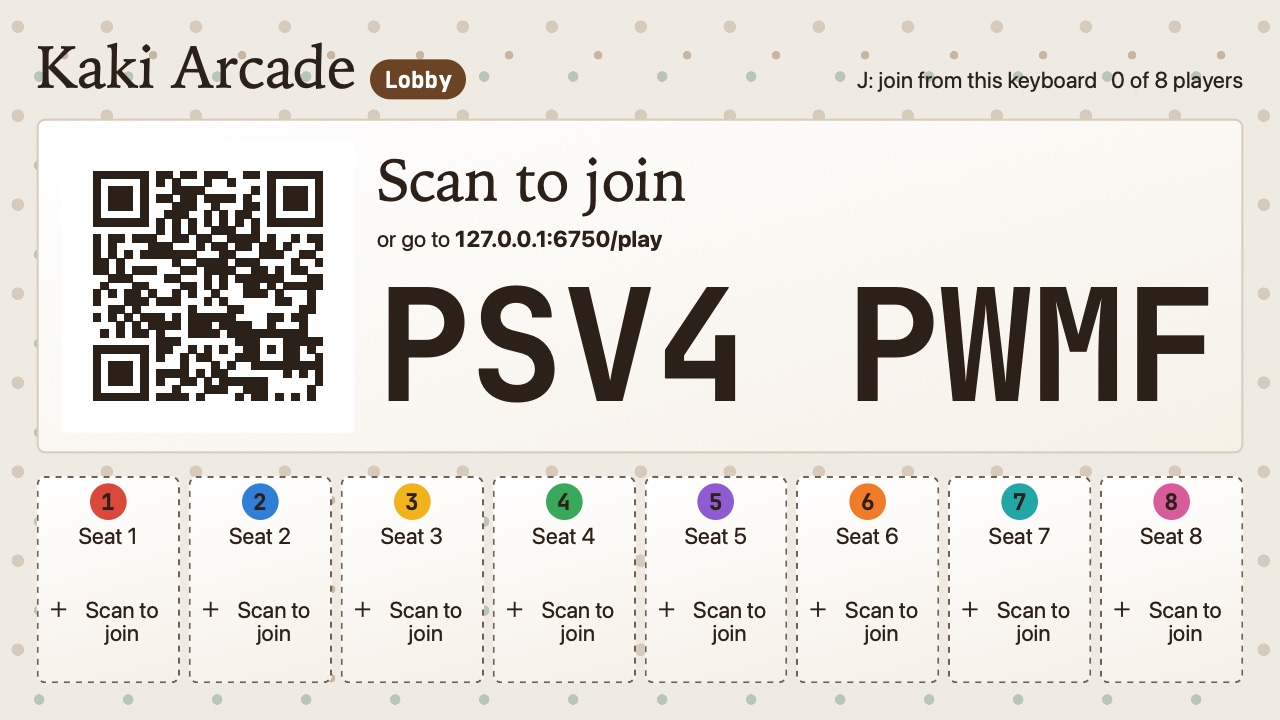 Kaki Arcade Lobby
J: join from this keyboard 0 of 8 players
Scan to join
or go to 127.0.0.1:6750/play
PSV4 PWMF
1
Seat 1
+ Scan to
join
2
Seat 2
+ Scan to
join
3
Seat 3
+ Scan to
join
4
Seat 4
+ Scan to
join
5
Seat 5
+ Scan to
join
6
Seat 6
+ Scan to
join
7
Seat 7
+ Scan to
join
8
Seat 8
+ Scan to
join